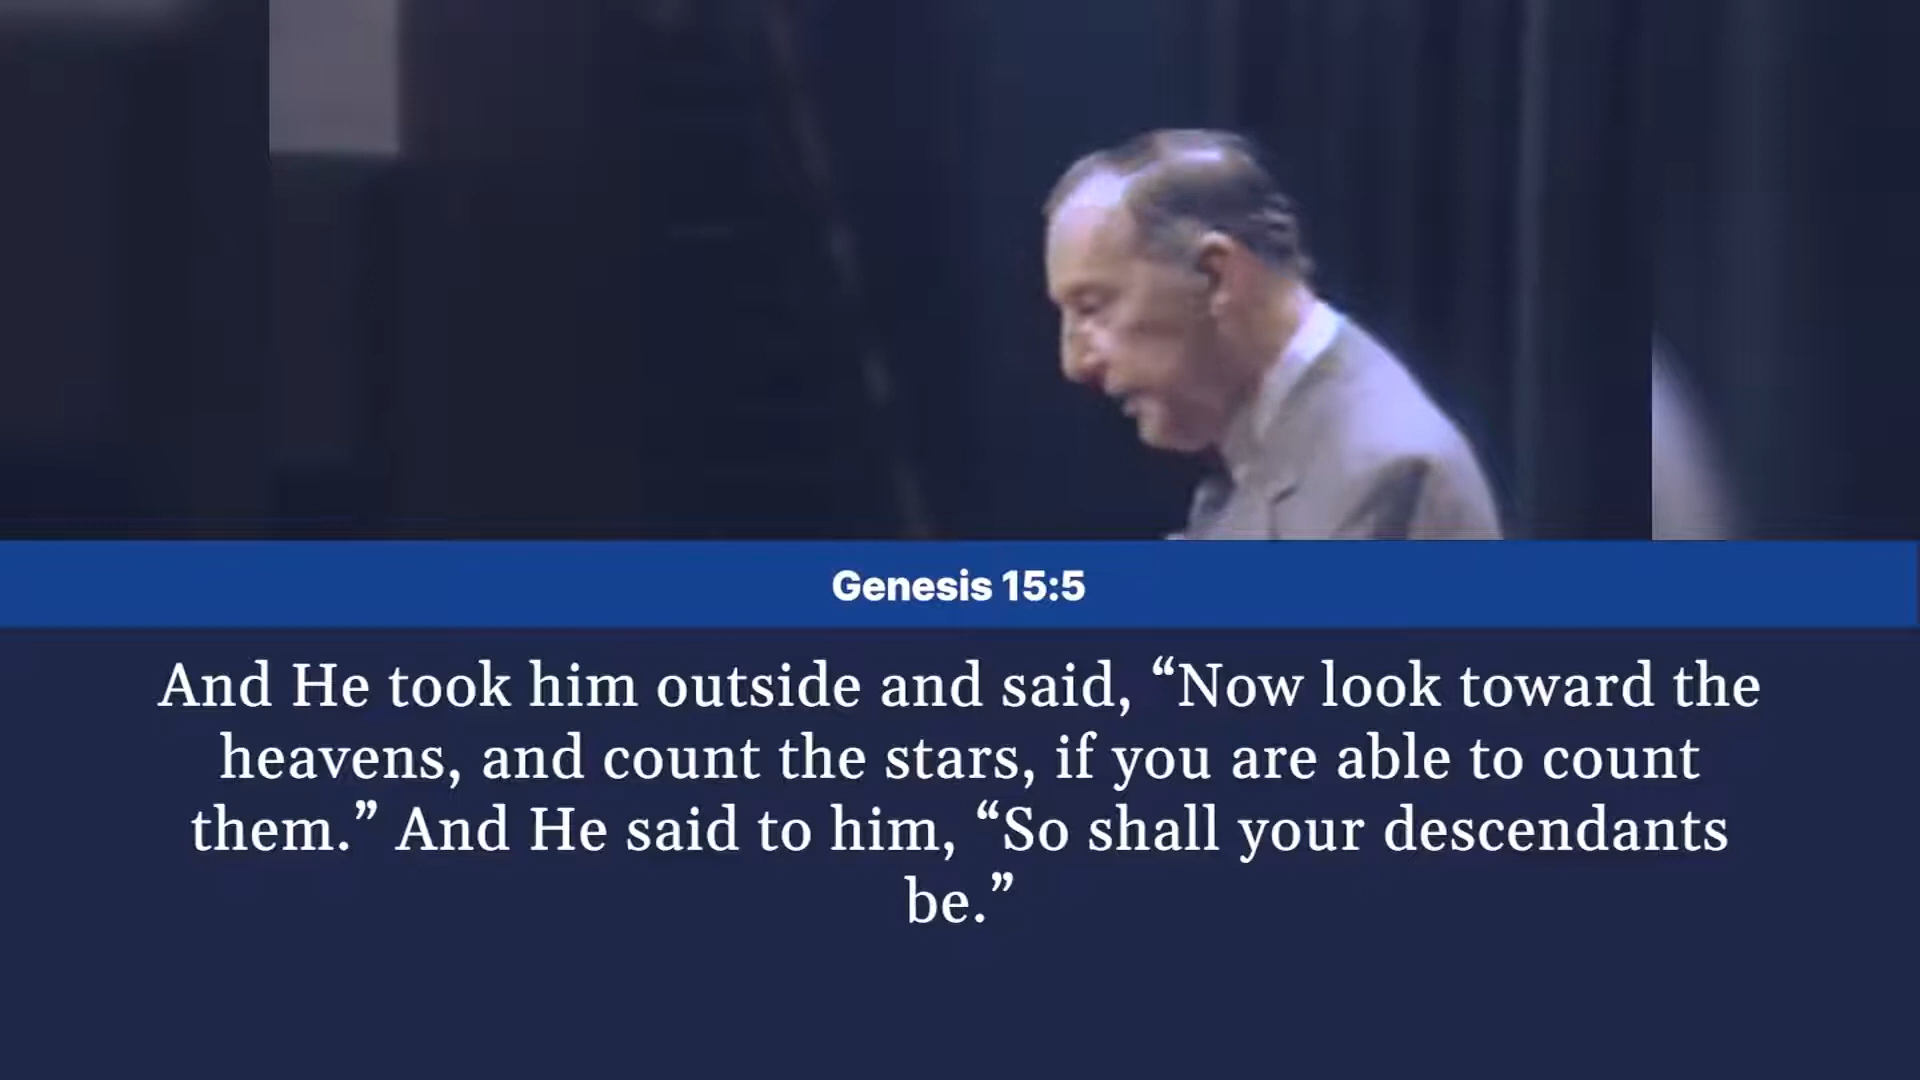 Genesis 15:5
And He took him outside and said, “Now look toward the
heavens, and count the stars, if you are able to count
them.” And He said to him, “So shall your descendants
be.”